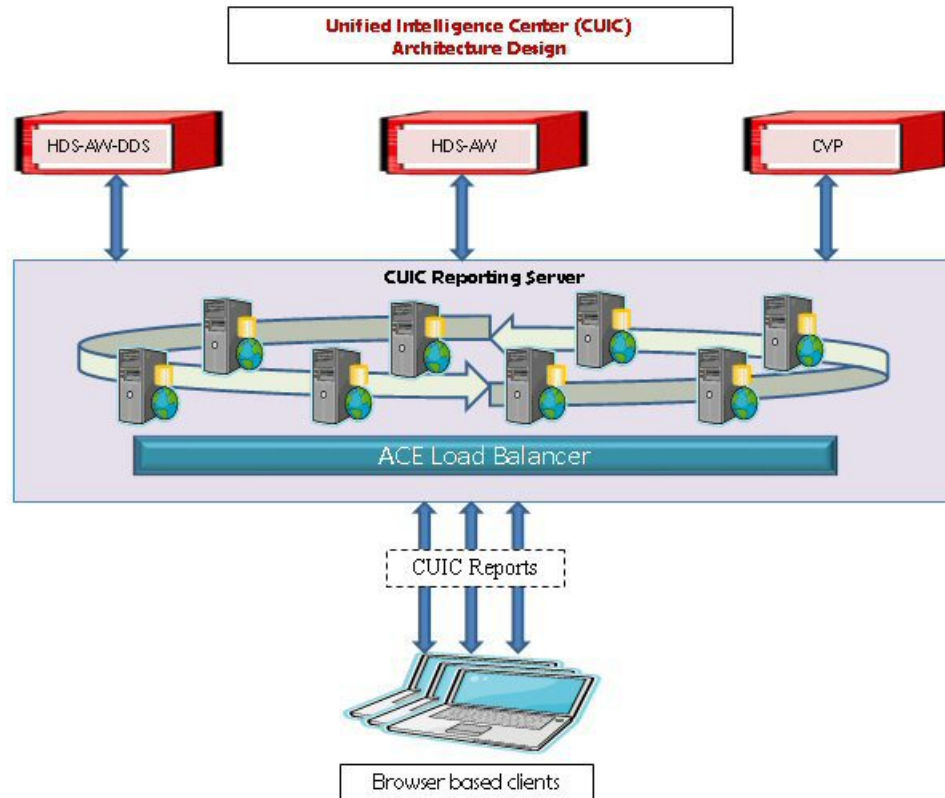 Unified Intelligence Center (CUIC)
Architecture Design
HDS-AW-DDS
HDS-AW
CVP
CUIC Reporting Server
ACE Load Balancer
CUIC Reports
Browser based clients